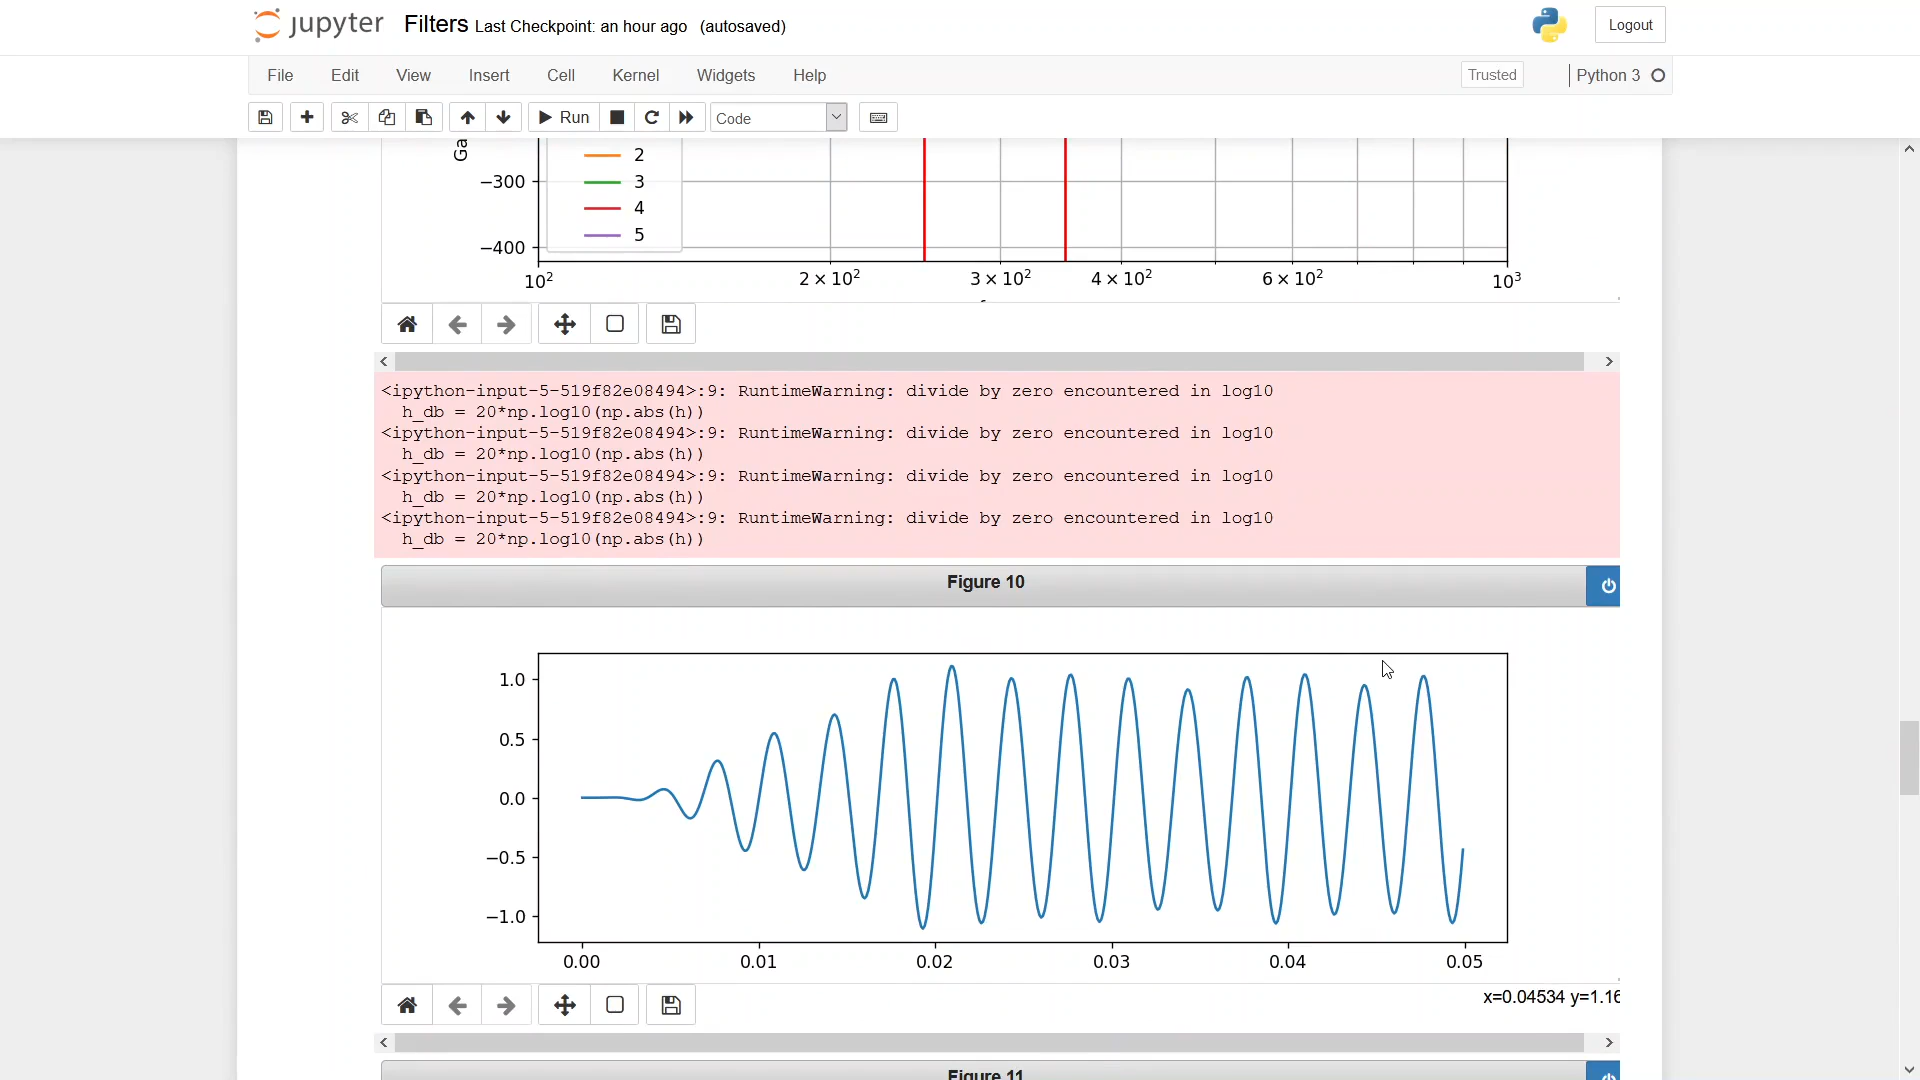 jupyter Filters Last Checkpoint: an hour ago (autosaved) Logout
File Edit View Insert Cell Kernel Widgets Help Trusted Python 3
Run Code
Ga
2
−300 3
4
−400 5
10² 2 × 10² 3 × 10² 4 × 10² 6 × 10² 10³
<ipython-input-5-519f82e08494>:9: RuntimeWarning: divide by zero encountered in log10
h_db = 20*np.log10(np.abs(h))
<ipython-input-5-519f82e08494>:9: RuntimeWarning: divide by zero encountered in log10
h_db = 20*np.log10(np.abs(h))
<ipython-input-5-519f82e08494>:9: RuntimeWarning: divide by zero encountered in log10
h_db = 20*np.log10(np.abs(h))
<ipython-input-5-519f82e08494>:9: RuntimeWarning: divide by zero encountered in log10
h_db = 20*np.log10(np.abs(h))
Figure 10
1.0
0.5
0.0
−0.5
−1.0
0.00 0.01 0.02 0.03 0.04 0.05
x=0.04534 y=1.16
Figure 11